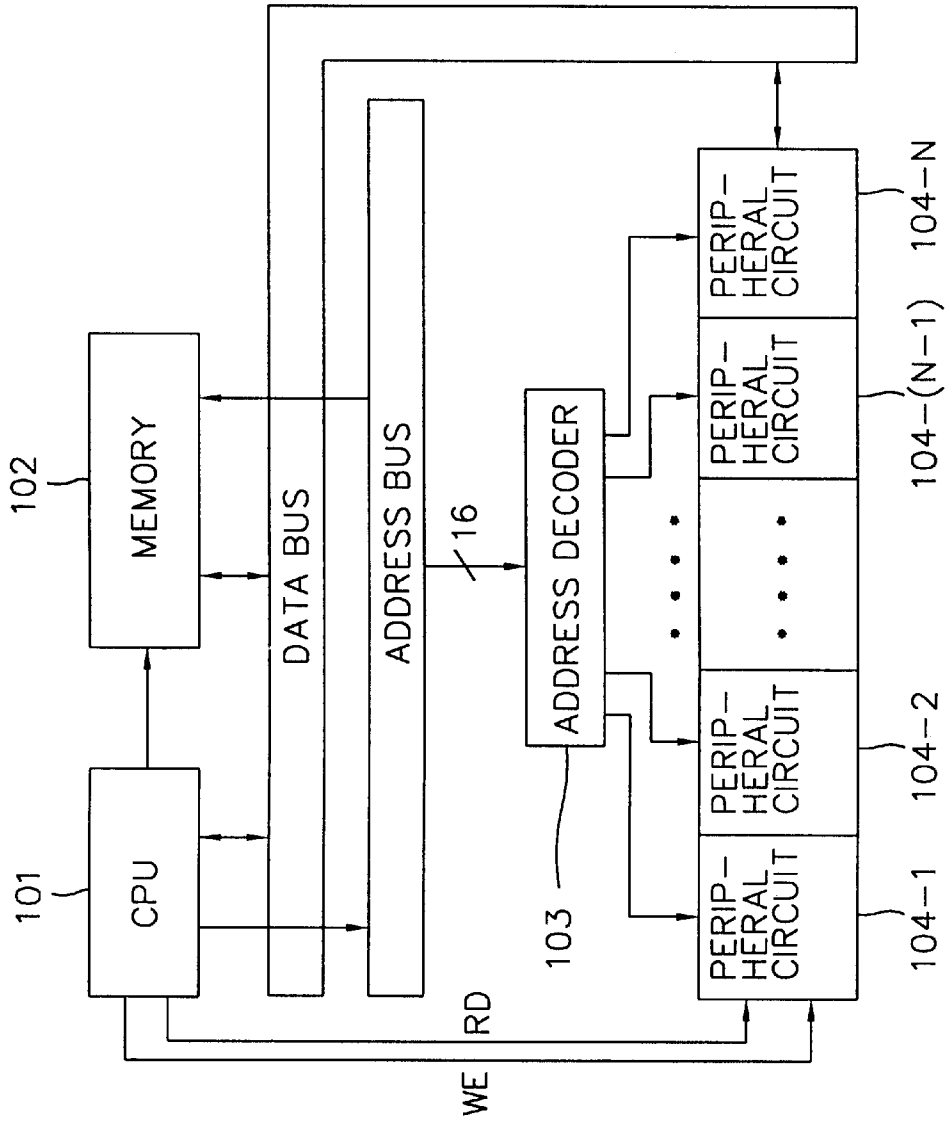 101
102
CPU
MEMORY
DATA BUS
ADDRESS BUS
RD
WE
16
103
ADDRESS DECODER
PERIP-
HERAL
CIRCUIT
PERIP-
HERAL
CIRCUIT
PERIP-
HERAL
CIRCUIT
PERIP-
HERAL
CIRCUIT
104-1
104-2
104-(N-1)
104-N